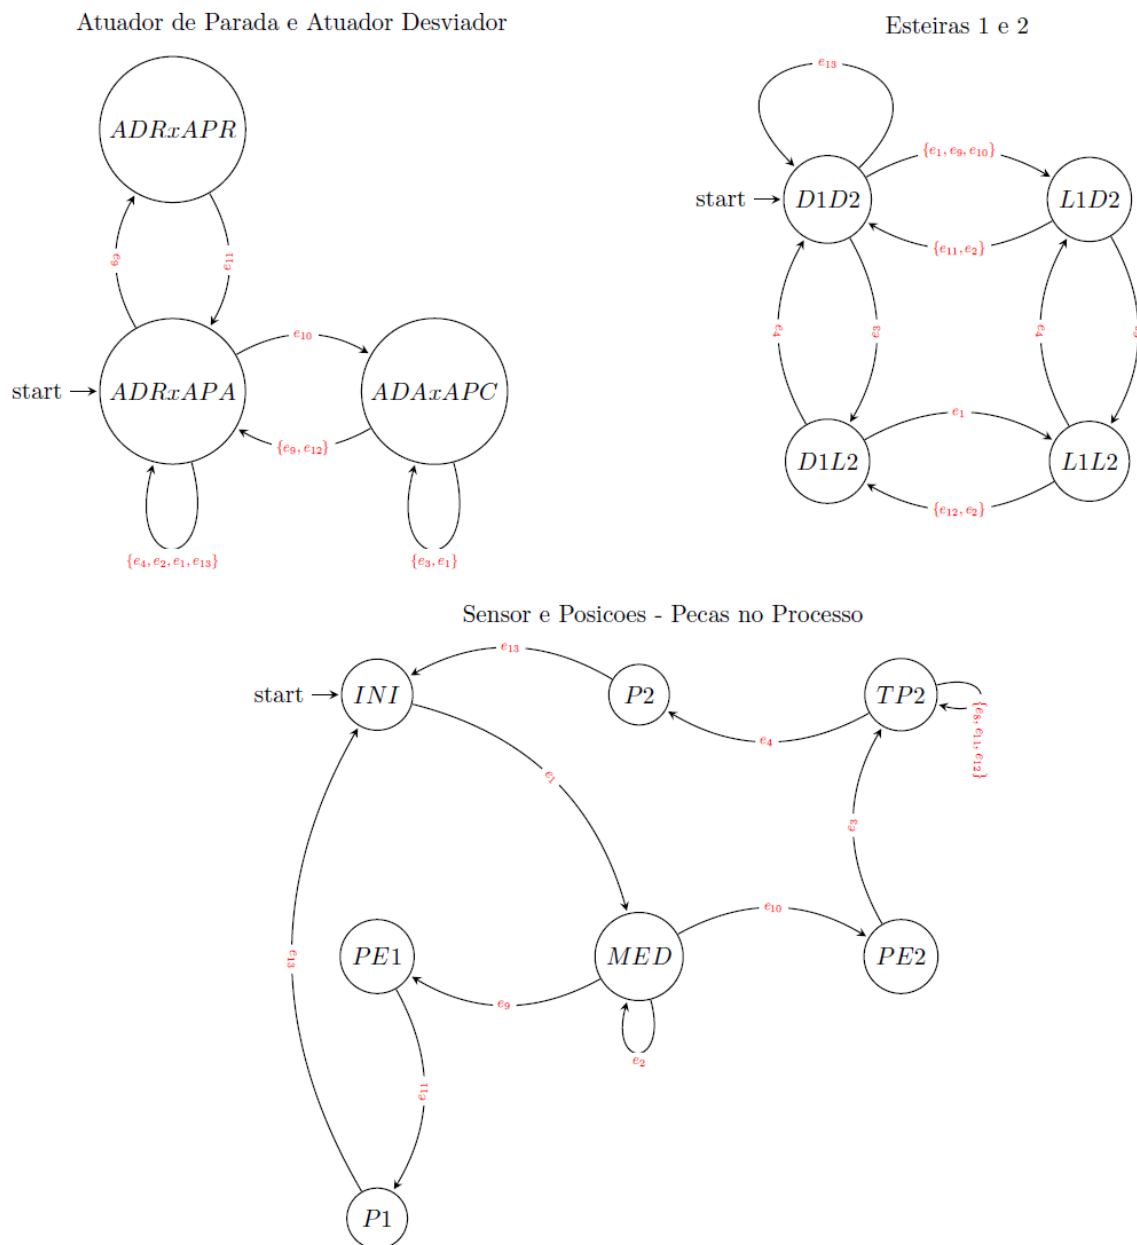 Atuador de Parada e Atuador Desviador
ADRxAPR
e9
e11
start
ADRxAPA
e10
ADAxAPC
{e9, e12}
{e4, e2, e1, e13}
{e3, e1}
Esteiras 1 e 2
e13
start
D1D2
{e1, e9, e10}
L1D2
{e11, e2}
e4
e3
e4
D1L2
e1
L1L2
{e12, e2}
Sensor e Posicoes - Pecas no Processo
e13
start
INI
P2
TP2
{e8, e11, e12}
e4
e1
e3
e10
e13
PE1
MED
PE2
e9
e2
e11
P1